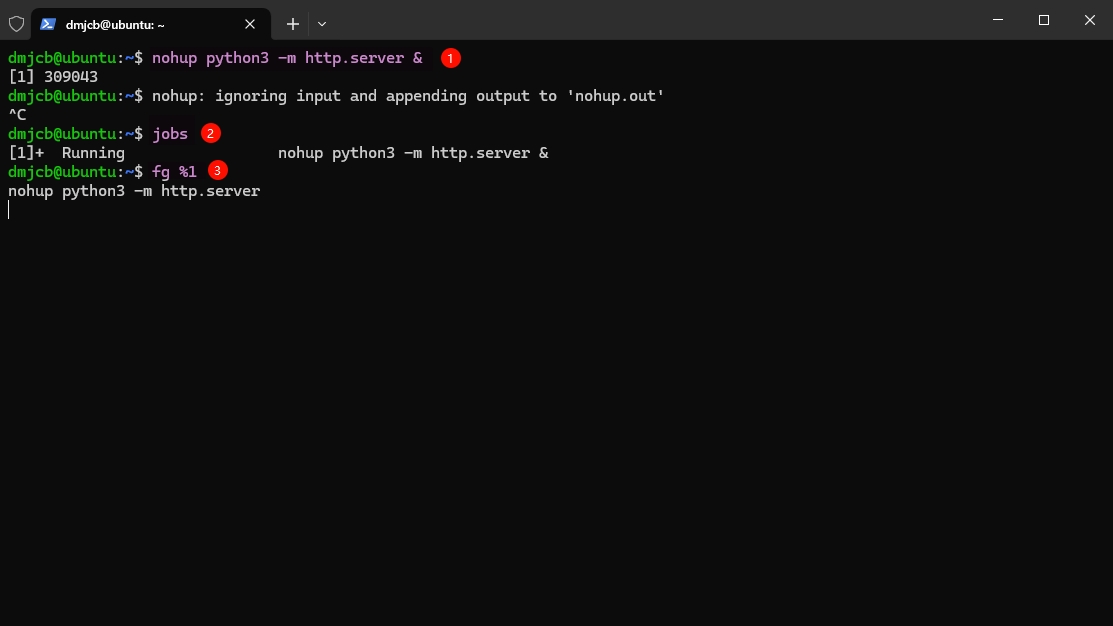 dmjcb@ubuntu: ~
dmjcb@ubuntu:~$ nohup python3 -m http.server & 1
[1] 309043
dmjcb@ubuntu:~$ nohup: ignoring input and appending output to 'nohup.out'
^C
dmjcb@ubuntu:~$ jobs 2
[1]+  Running                 nohup python3 -m http.server &
dmjcb@ubuntu:~$ fg %1 3
nohup python3 -m http.server